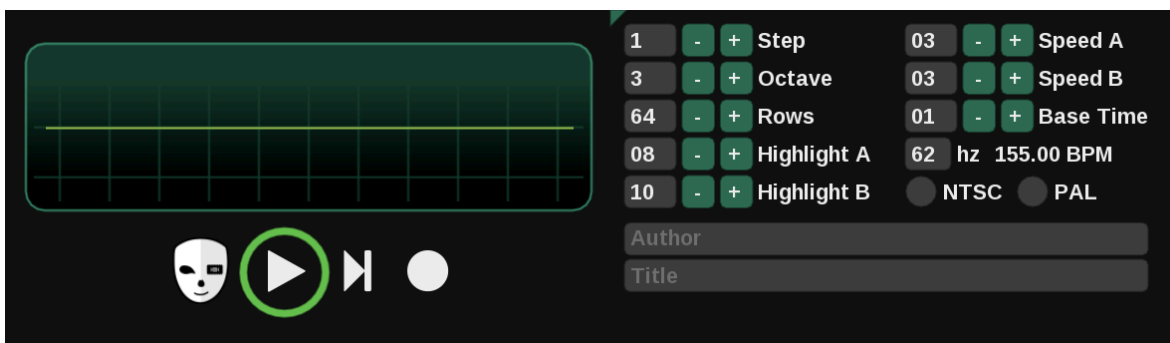 1 - + Step 03 - + Speed A
3 - + Octave 03 - + Speed B
64 - + Rows 01 - + Base Time
08 - + Highlight A 62 hz 155.00 BPM
10 - + Highlight B NTSC PAL
Author
Title